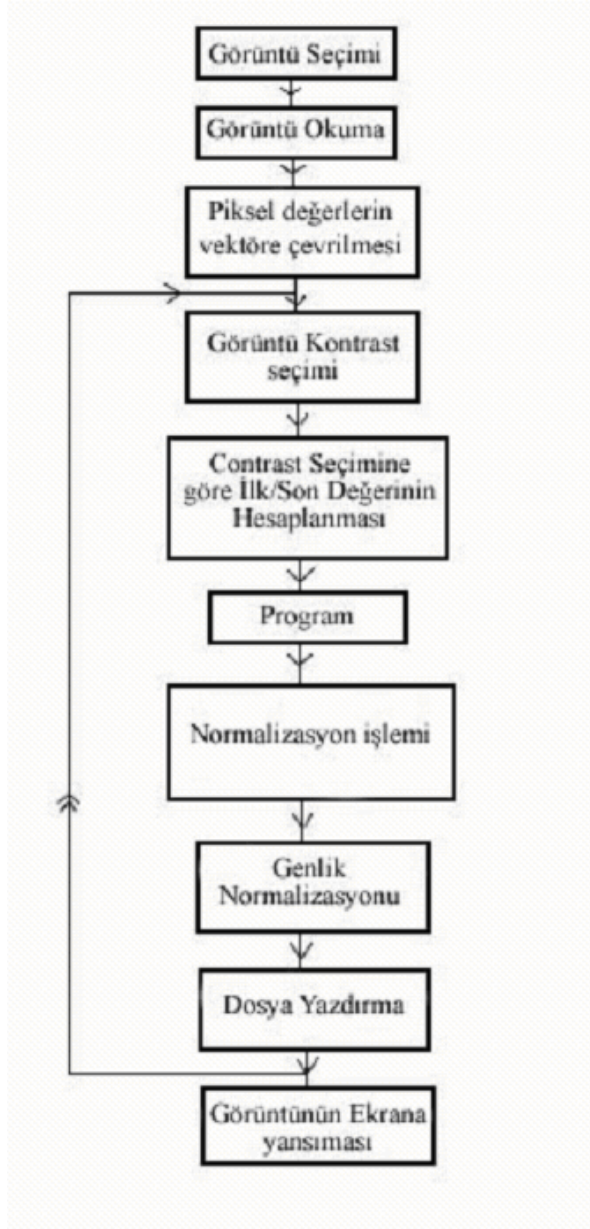 Görüntü Seçimi
Görüntü Okuma
Piksel değerlerin
vektöre çevrilmesi
Görüntü Kontrast
seçimi
Contrast Seçimine
göre İlk/Son Değerinin
Hesaplanması
Program
Normalizasyon işlemi
Genlik
Normalizasyonu
Dosya Yazdırma
Görüntünün Ekrana
yansıması